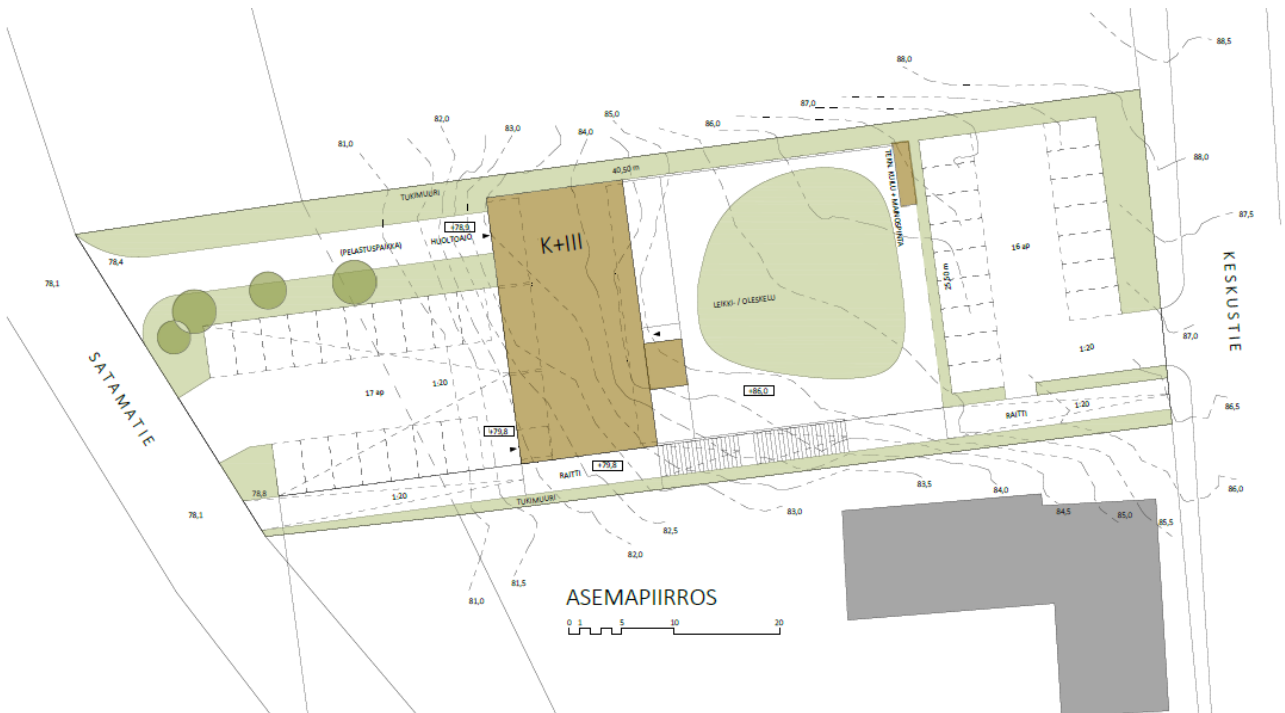 88,5
88,0
87,0
86,0
85,0
84,0
83,0
82,0
81,0
88,0
87,5
87,0
86,5
86,0
49,50 m
TUKIMUURI
+78,9
(PELASTUSPAIKKA)
HUOLTOAJO
K+III
78,4
78,1
16 ap
LEIKKI- / OLESKELU
KESKUSTIE
SATAMATIE
1:20
1:20
17 ap
+86,0
1:20
RAITTI
+79,8
+79,8
RAITTI
78,8
1:20
TUKIMUURI
78,1
83,5
84,0
84,5
85,0
85,5
83,0
82,5
82,0
81,5
81,0
ASEMAPIIRROS
0 1 5 10 20